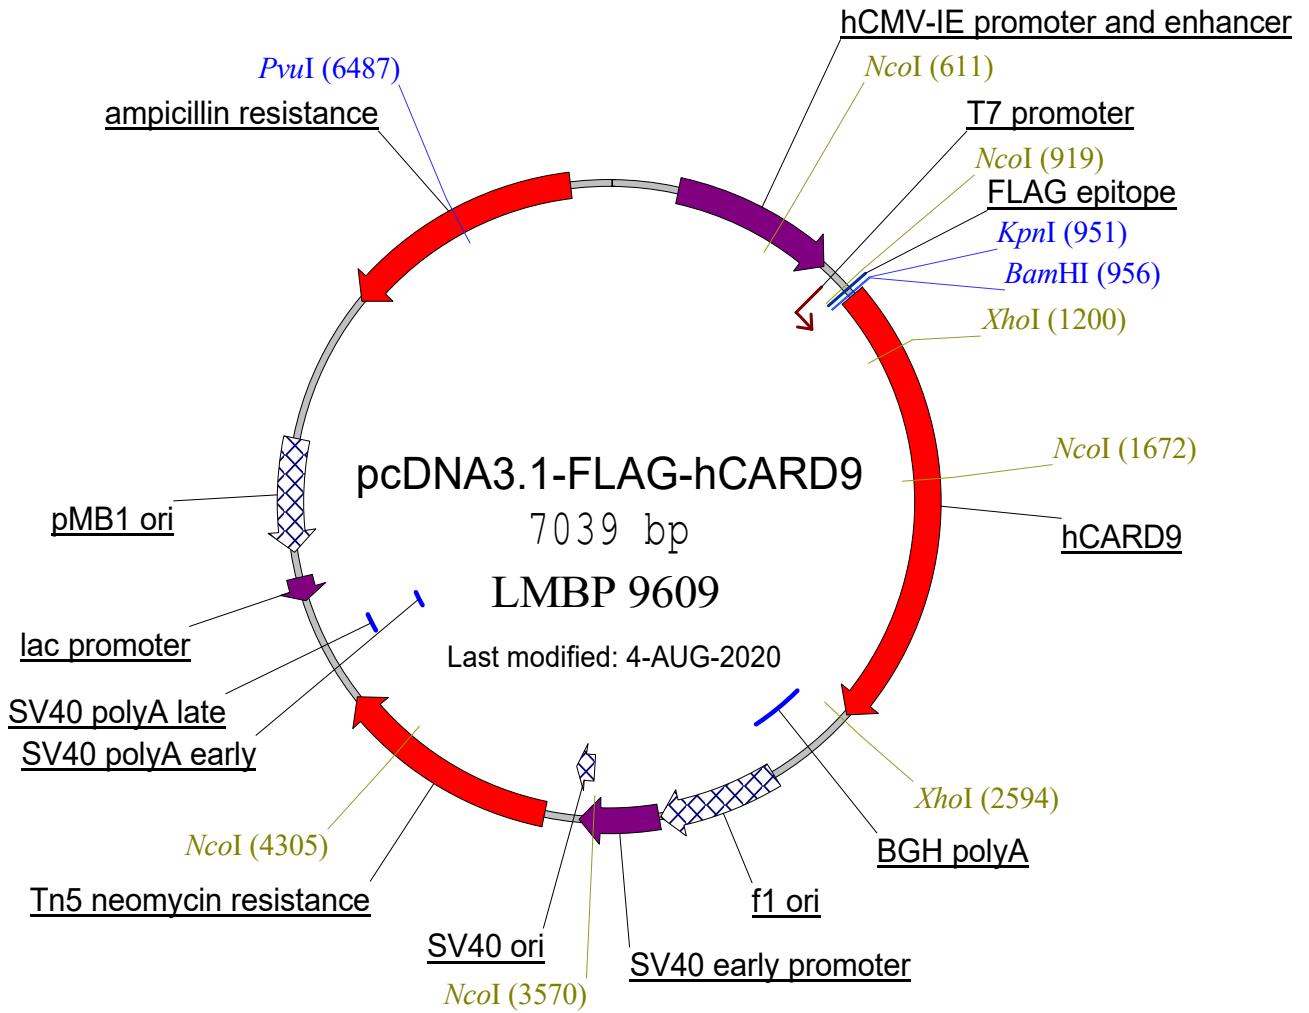 hCMV-IE promoter and enhancer
PvuI (6487)
NcoI (611)
ampicillin resistance
T7 promoter
NcoI (919)
FLAG epitope
KpnI (951)
BamHI (956)
XhoI (1200)
NcoI (1672)
pcDNA3.1-FLAG-hCARD9
7039 bp
LMBP 9609
Last modified: 4-AUG-2020
pMB1 ori
hCARD9
lac promoter
SV40 polyA late
SV40 polyA early
XhoI (2594)
NcoI (4305)
BGH polyA
Tn5 neomycin resistance
f1 ori
SV40 ori
SV40 early promoter
NcoI (3570)